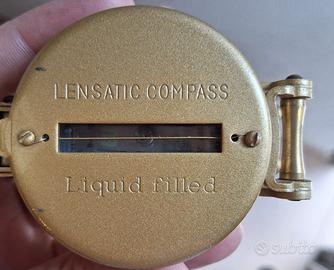 LENSATIC COMPASS
Liquid filled
subito